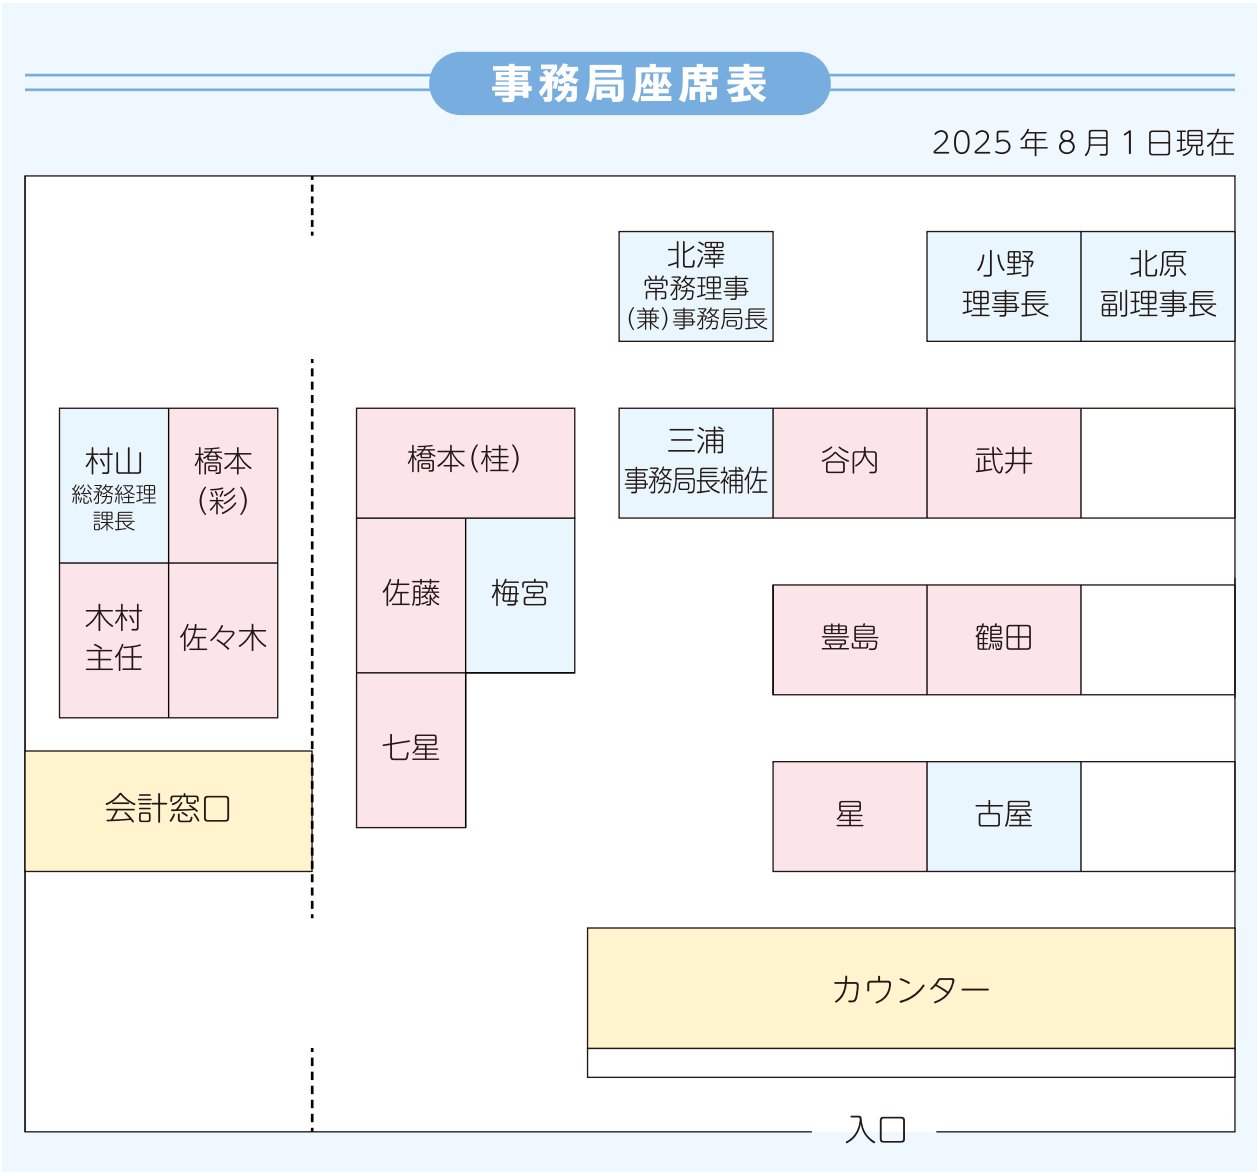 事務局座席表
2025年8月1日現在
北澤
常務理事
(兼)事務局長
小野
理事長
北原
副理事長
村山
総務経理
課長
橋本
(彩)
木村
主任
佐々木
会計窓口
橋本(桂)
佐藤
梅宮
七星
三浦
事務局長補佐
谷内
武井
豊島
鶴田
星
古屋
カウンター
入口